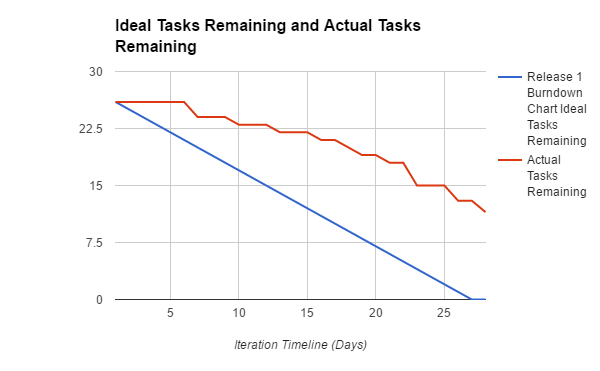 Ideal Tasks Remaining and Actual Tasks
Remaining
30
22.5
15
7.5
0
5
10
15
20
25
Iteration Timeline (Days)
Release 1
Burndown
Chart Ideal
Tasks
Remaining
Actual
Tasks
Remaining